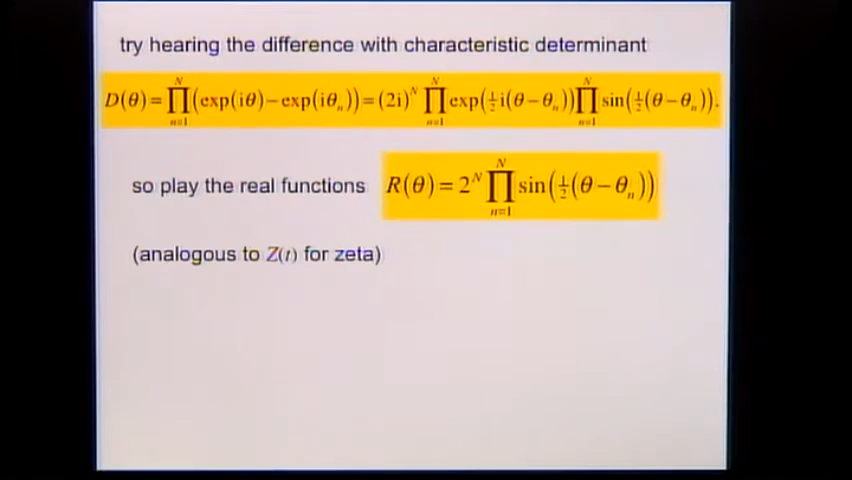 try hearing the difference with characteristic determinant
D(θ)=∏_{n=1}^{N}(exp(iθ)−exp(iθ_n))=(2i)^N ∏_{n=1}^{N}exp(½i(θ−θ_n))∏_{n=1}^{N}sin(½(θ−θ_n)).
so play the real functions R(θ)=2^N ∏_{n=1}^{N}sin(½(θ−θ_n))
(analogous to Z(t) for zeta)